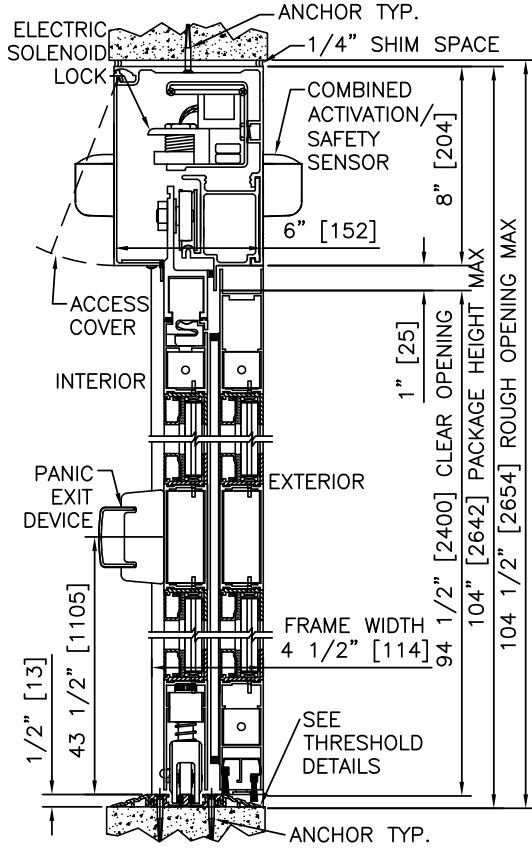 ANCHOR TYP.
ELECTRIC
SOLENOID
LOCK
1/4” SHIM SPACE
COMBINED
ACTIVATION/
SAFETY
SENSOR
8” [204]
6” [152]
ACCESS
COVER
1” [25]
INTERIOR
EXTERIOR
PANIC
EXIT
DEVICE
94 1/2” [2400] CLEAR OPENING
104” [2642] PACKAGE HEIGHT MAX
104 1/2” [2654] ROUGH OPENING MAX
FRAME WIDTH
4 1/2” [114]
1/2” [13]
43 1/2” [1105]
SEE
THRESHOLD
DETAILS
ANCHOR TYP.